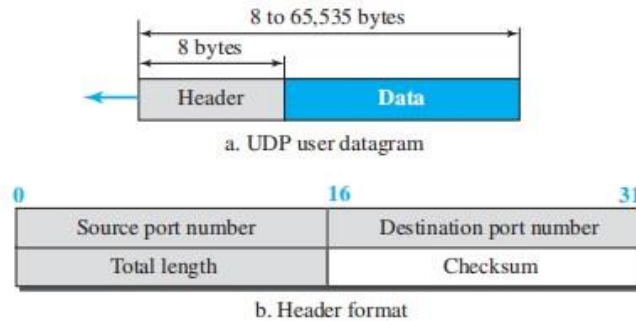 8 to 65,535 bytes
8 bytes
Header Data
a. UDP user datagram
0 16 31
Source port number Destination port number
Total length Checksum
b. Header format